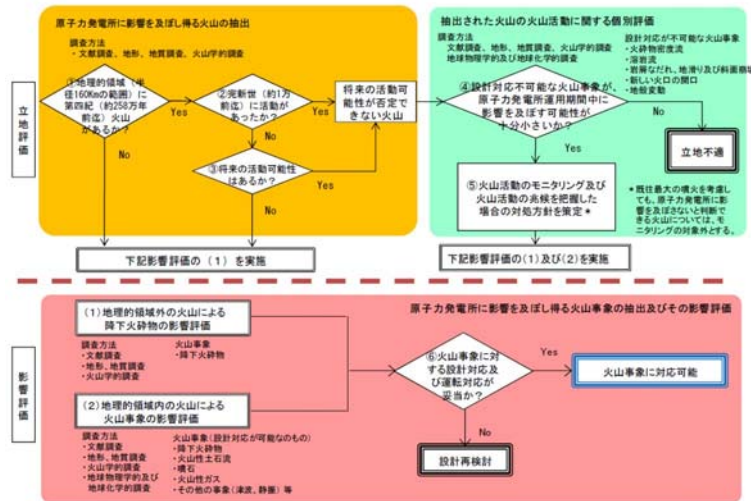 原子力発電所に影響を及ぼし得る火山の抽出
調査方法
・文献調査、地形、地質調査、火山学的調査
①地理的領域(半
径160Kmの範囲)に
第四紀(約258万年
前迄)火山
があるか?
Yes
No
②完新世(約1万
前迄)に活動が
あったか?
Yes
No
③将来の活動可能性
はあるか?
Yes
No
将来の活動可
能性が否定で
きない火山
抽出された火山の火山活動に関する個別評価
調査方法
文献調査、地形、地質調査、火山学的調査
地球物理学的及び地球化学的調査
設計対応が不可能な火山事象
・火砕物密度流
・溶岩流
・岩屑なだれ、地滑り及び斜面崩壊
・新しい火口の開口
・地殻変動
④設計対応不可能な火山事象が、
原子力発電所運用期間中に
影響を及ぼす可能性が
十分小さいか?
No
Yes
立地不適
⑤火山活動のモニタリング及び
火山活動の兆候を把握した
場合の対処方針を策定*
*既往最大の噴火を考慮し
ても、原子力発電所に影
響を及ぼさないと判断で
きる火山については、モ
ニタリングの対象外とする。
立地評価
下記影響評価の(1)を実施
下記影響評価の(1)及び(2)を実施
原子力発電所に影響を及ぼし得る火山事象の抽出及びその影響評価
(1)地理的領域外の火山による
降下火砕物の影響評価
調査方法
・文献調査
・地形、地質調査
・火山学的調査
火山事象
・降下火砕物
(2)地理的領域内の火山による
火山事象の影響評価
調査方法
・文献調査
・地形、地質調査
・火山学的調査
・地球物理学的及び
地球化学的調査
火山事象(設計対応が可能なもの)
・降下火砕物
・火山性土石流
・噴石
・火山性ガス
・その他の事象(津波、静振)等
⑥火山事象に対
する設計対応及
び運転対応が
妥当か?
Yes
No
火山事象に対応可能
設計再検討
影響評価